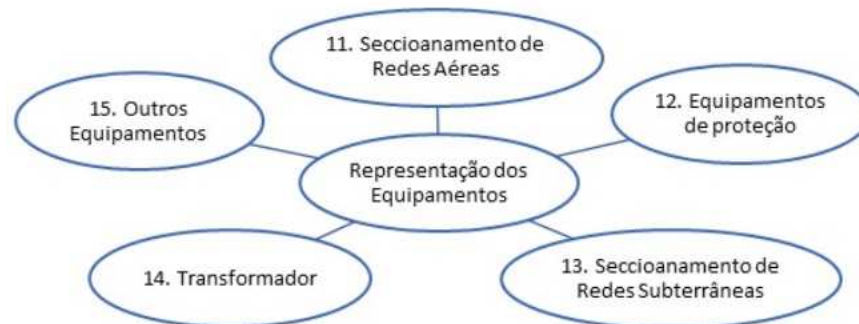 11. Seccioanamento de
Redes Aéreas
15. Outros
Equipamentos
12. Equipamentos
de proteção
Representação dos
Equipamentos
14. Transformador
13. Seccioanamento de
Redes Subterrâneas